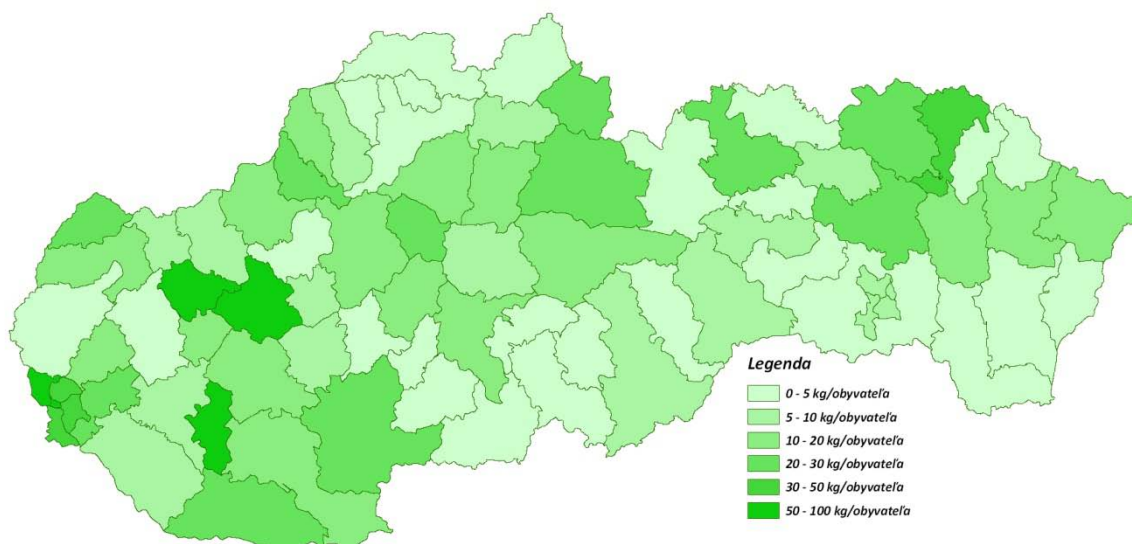 Legenda
0 - 5 kg/obyvateľa
5 - 10 kg/obyvateľa
10 - 20 kg/obyvateľa
20 - 30 kg/obyvateľa
30 - 50 kg/obyvateľa
50 - 100 kg/obyvateľa